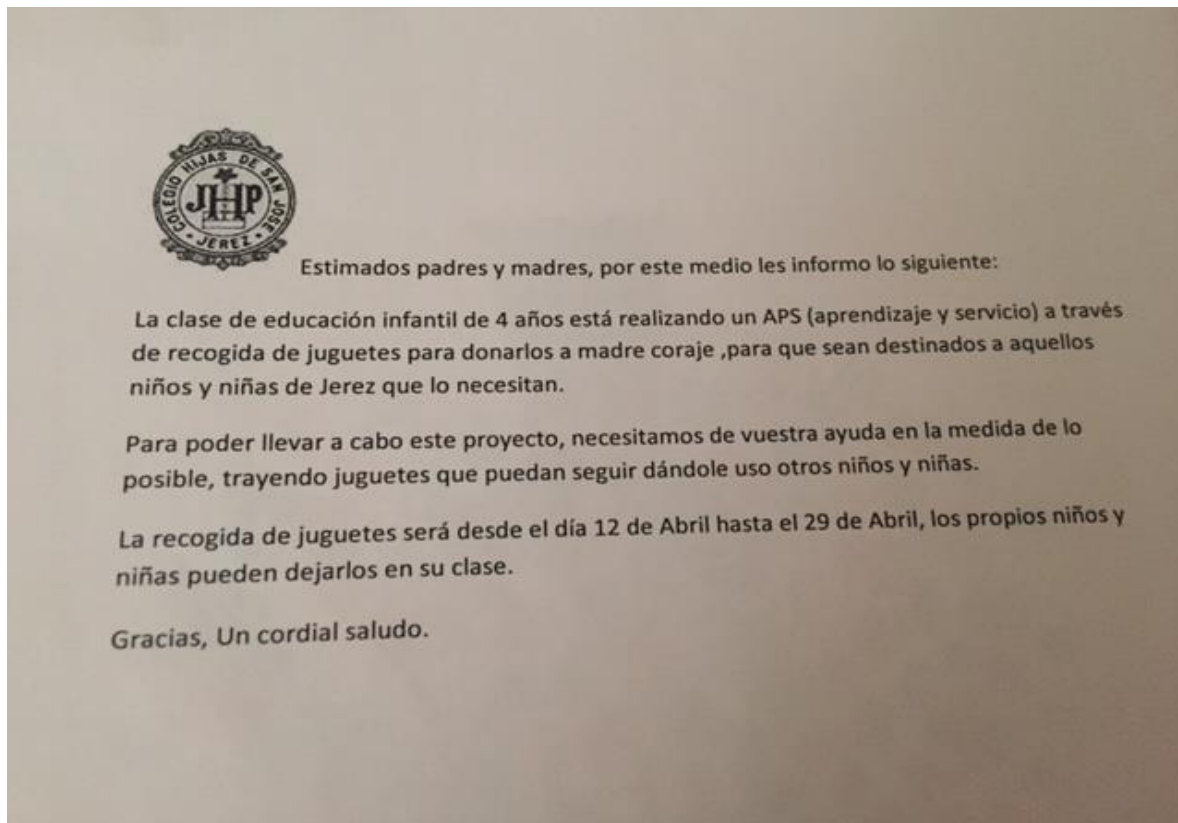 COLEGIO HIJAS DE SAN JOSE
JHP
JEREZ
Estimados padres y madres, por este medio les informo lo siguiente:
La clase de educación infantil de 4 años está realizando un APS (aprendizaje y servicio) a través
de recogida de juguetes para donarlos a madre coraje ,para que sean destinados a aquellos
niños y niñas de Jerez que lo necesitan.
Para poder llevar a cabo este proyecto, necesitamos de vuestra ayuda en la medida de lo
posible, trayendo juguetes que puedan seguir dándole uso otros niños y niñas.
La recogida de juguetes será desde el día 12 de Abril hasta el 29 de Abril, los propios niños y
niñas pueden dejarlos en su clase.
Gracias, Un cordial saludo.